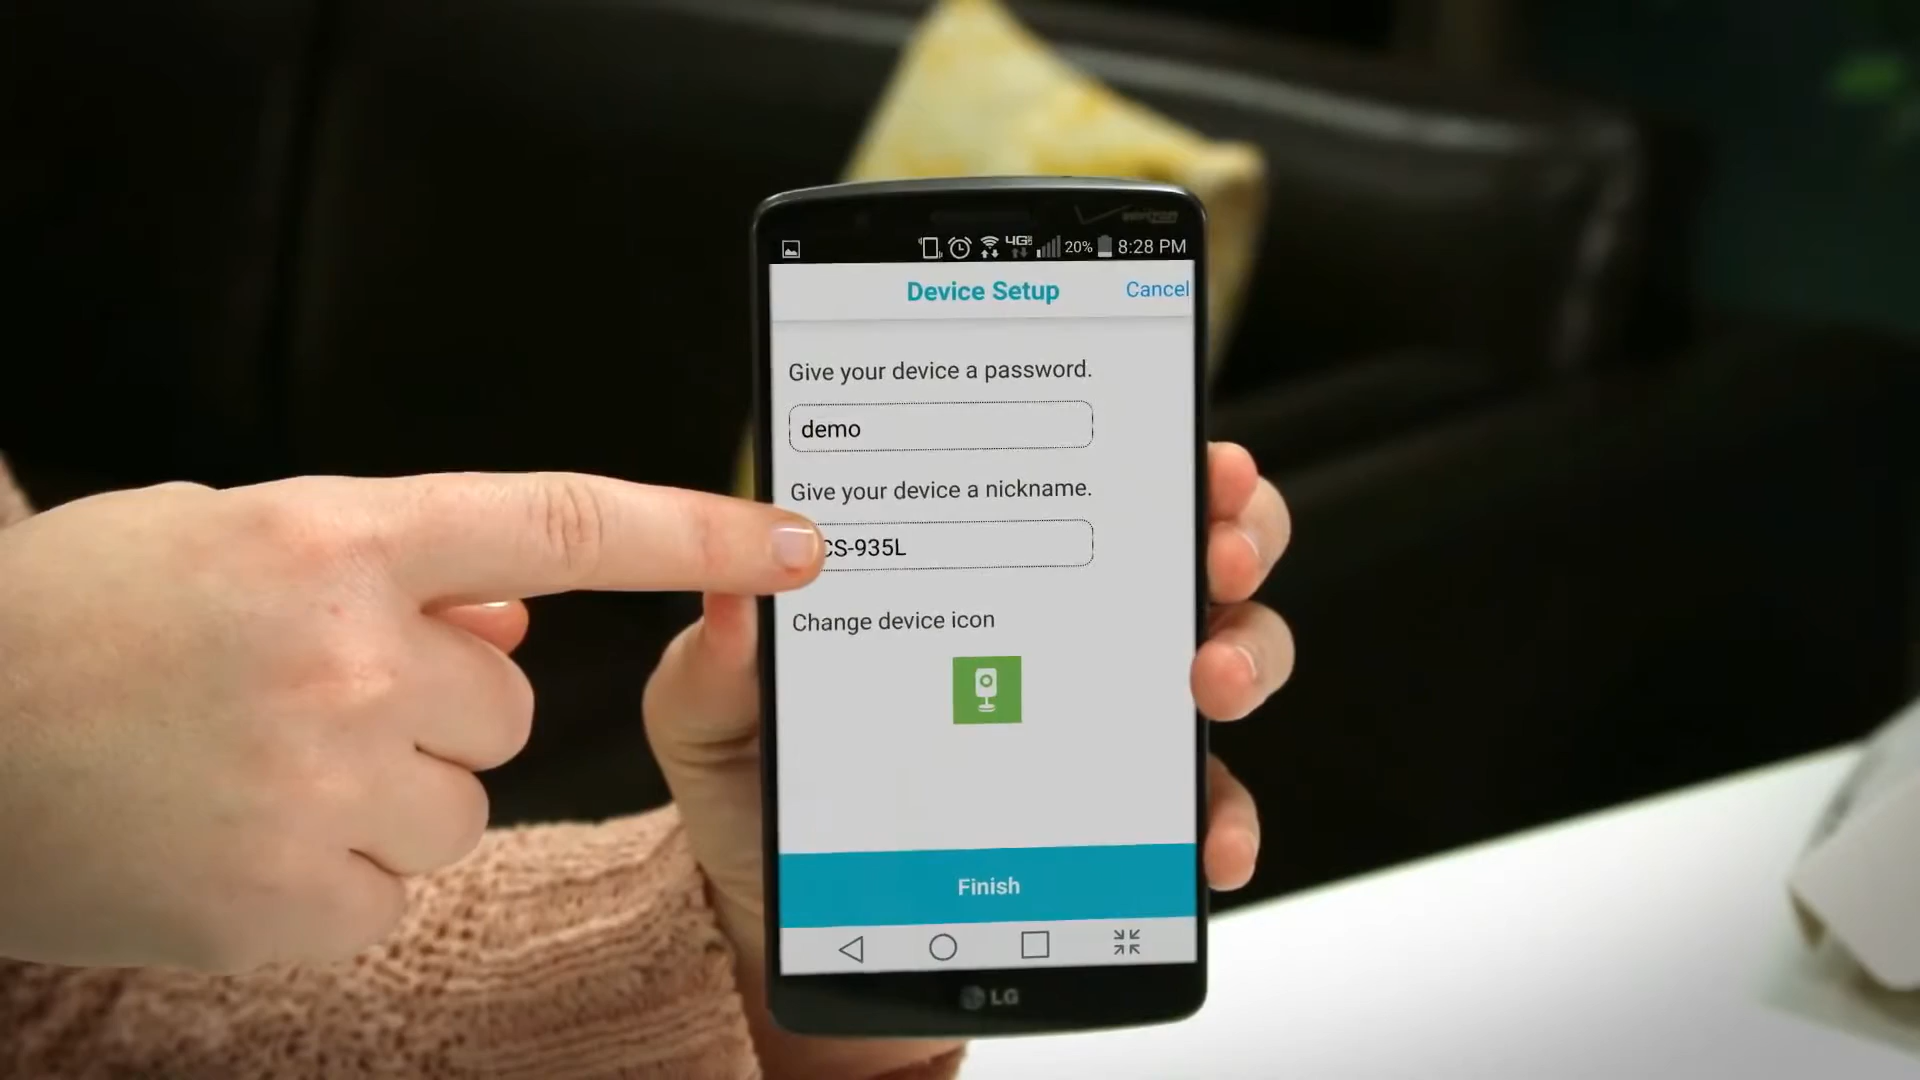 verizon
4G 20% 8:28 PM
Device Setup Cancel
Give your device a password.
demo
Give your device a nickname.
CS-935L
Change device icon
Finish
LG